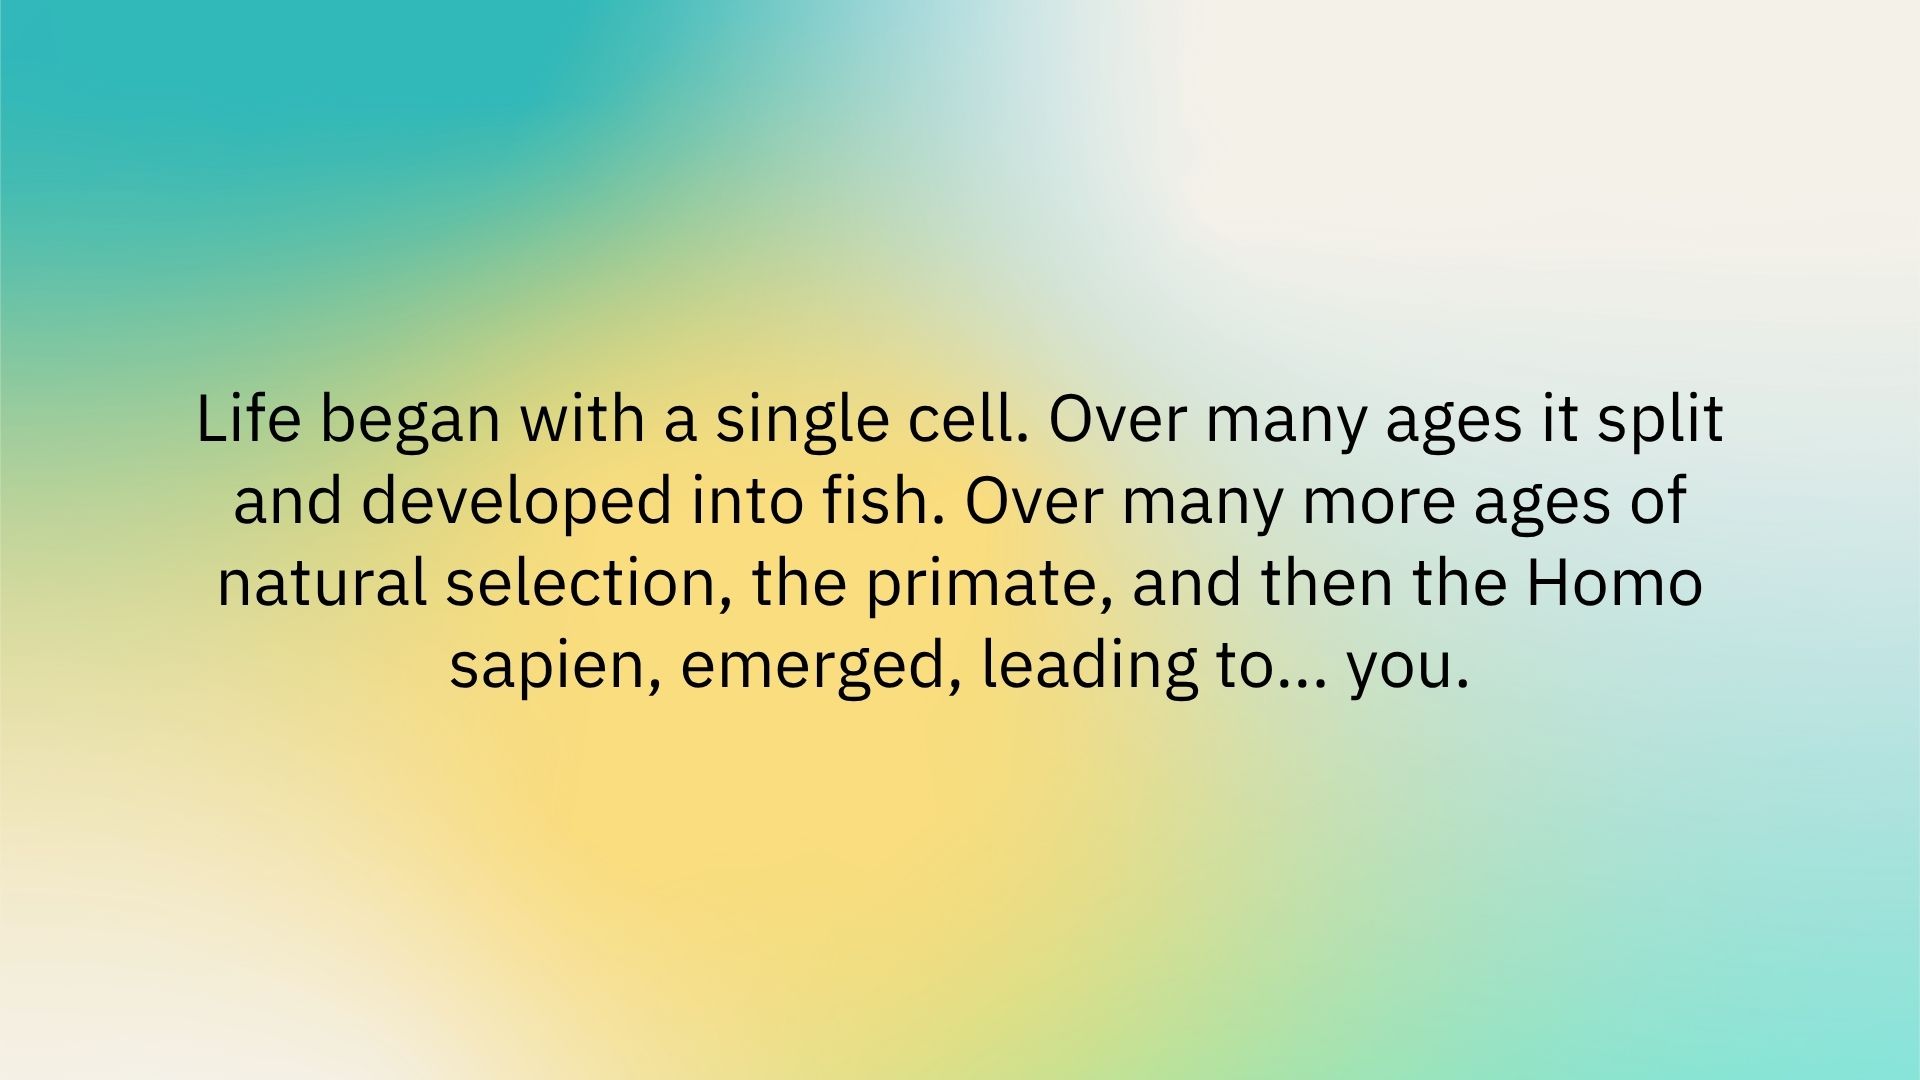 Life began with a single cell. Over many ages it split
and developed into fish. Over many more ages of
natural selection, the primate, and then the Homo
sapien, emerged, leading to... you.